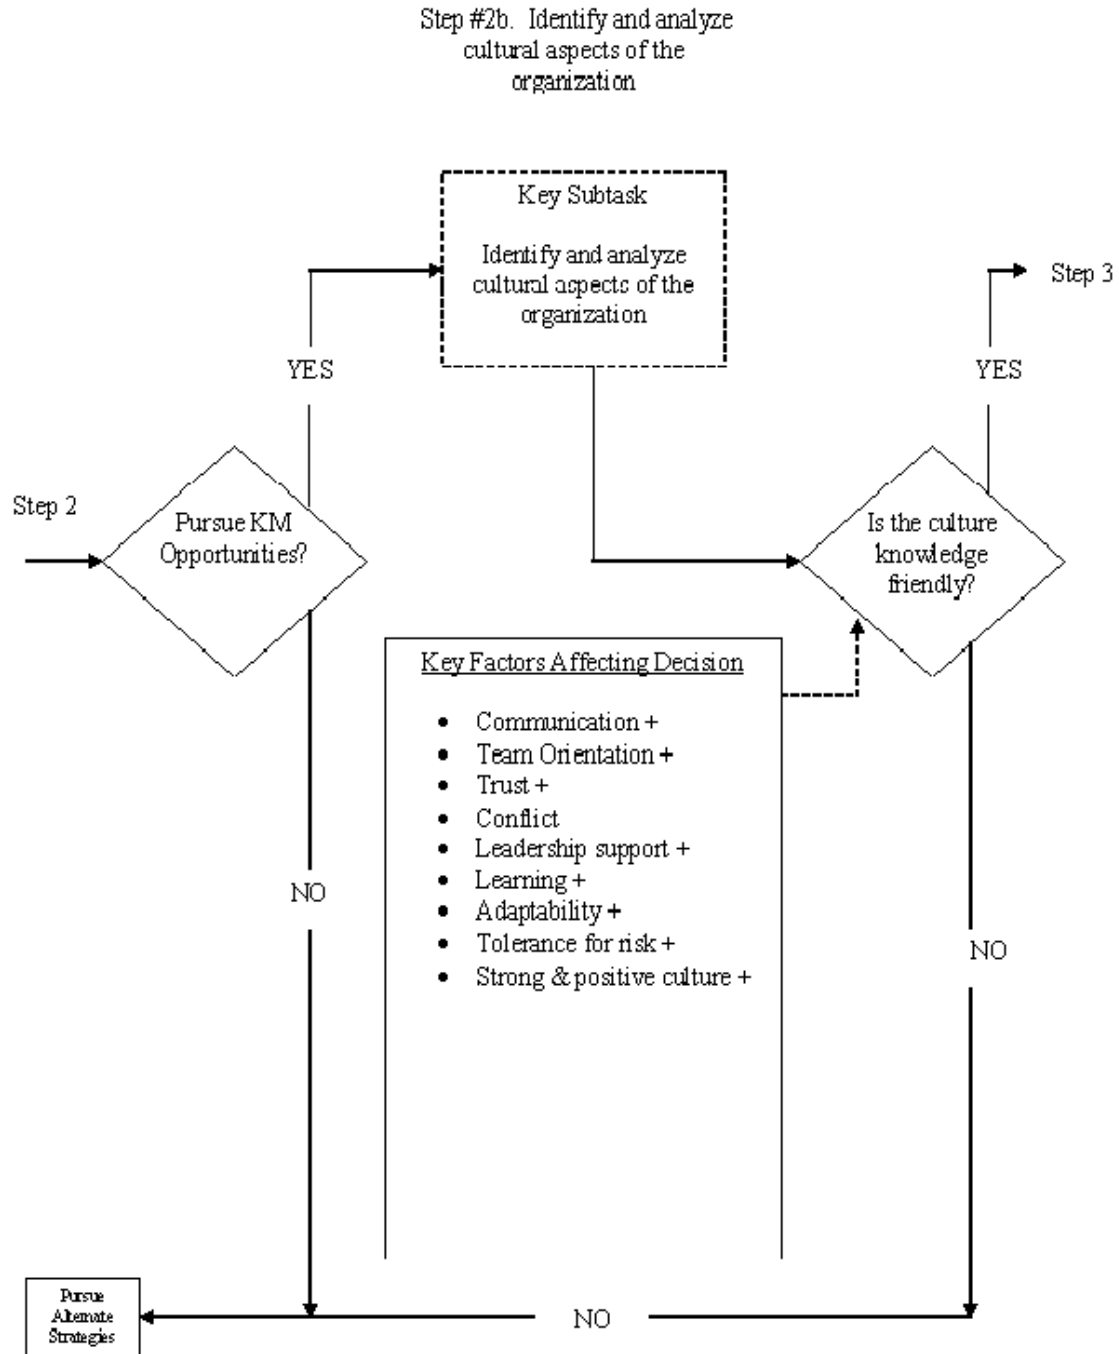 Step #2b. Identify and analyze
cultural aspects of the
organization
Key Subtask
Identify and analyze
cultural aspects of the
organization
Step 3
YES
YES
Step 2
Pursue KM
Opportunities?
Is the culture
knowledge
friendly?
Key Factors Affecting Decision
• Communication +
• Team Orientation +
• Trust +
• Conflict
• Leadership support +
• Learning +
• Adaptability +
• Tolerance for risk +
• Strong & positive culture +
NO
NO
Pursue
Alternate
Strategies
NO